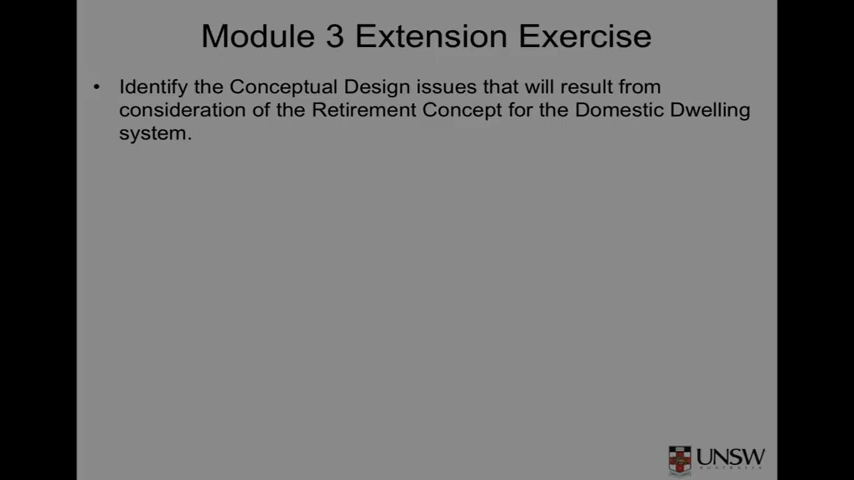 Module 3 Extension Exercise
• Identify the Conceptual Design issues that will result from
consideration of the Retirement Concept for the Domestic Dwelling
system.
UNSW
AUSTRALIA